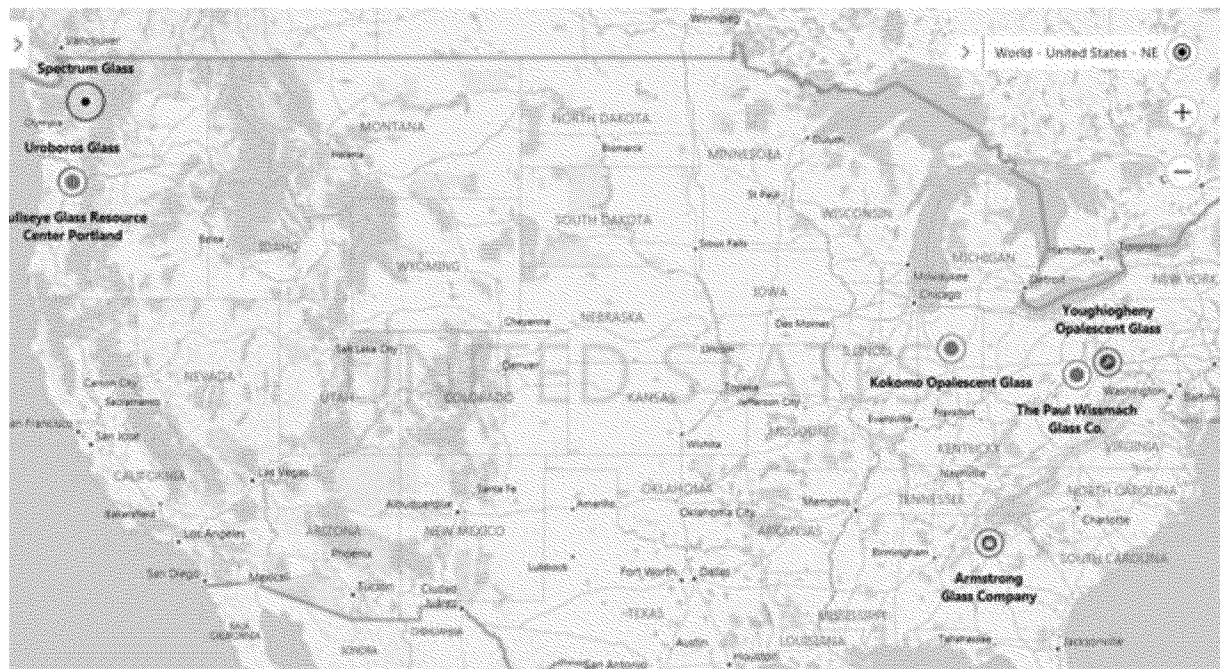 Winnipeg
Vancouver
World - United States - NE
Spectrum Glass
Olympia
Uroboros Glass
MONTANA
NORTH DAKOTA
Helena
Bismarck
MINNESOTA
Duluth
St Paul
ullseye Glass Resource
Center Portland
Boise
IDAHO
WYOMING
SOUTH DAKOTA
Sioux Falls
WISCONSIN
MICHIGAN
Hamilton
Toronto
Milwaukee
Detroit
Chicago
NEW YORK
IOWA
Cheyenne
NEBRASKA
Des Moines
Youghiogheny
Opalescent Glass
Salt Lake City
Denver
Lincoln
ILLINOIS
UNITED STATES
Kokomo Opalescent Glass
Carson City
NEVADA
Sacramento
UTAH
COLORADO
KANSAS
Topeka
Jefferson City
Washington
Evansville
Frankfort
The Paul Wissmach
Glass Co.
an Francisco
San Jose
Wichita
MISSOURI
KENTUCKY
VIRGINIA
CALIFORNIA
Las Vegas
Nashville
Santa Fe
Albuquerque
Amarillo
OKLAHOMA
Oklahoma City
Memphis
TENNESSEE
NORTH CAROLINA
Charlotte
Bakersfield
Los Angeles
ARIZONA
NEW MEXICO
ARKANSAS
Phoenix
Birmingham
SOUTH CAROLINA
San Diego
Mexicali
Tucson
Ciudad
Juárez
Lubbock
Fort Worth
Dallas
Armstrong
Glass Company
TEXAS
MISSISSIPPI
BAJA
CALIFORNIA
SONORA
CHIHUAHUA
Austin
LOUISIANA
Tallahassee
Jacksonville
Houston
San Antonio